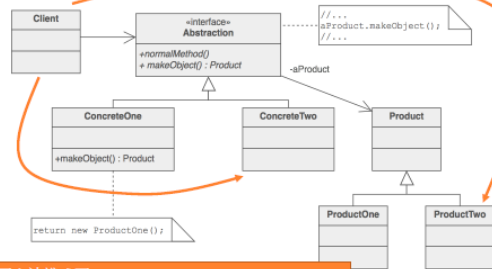 Client
«interface»
Abstraction
+normalMethod()
+ makeObject() : Product
//...
aProduct.makeObject();
//...
-aProduct
ConcreteOne
+makeObject() : Product
ConcreteTwo
Product
return new ProductOne();
ProductOne
ProductTwo